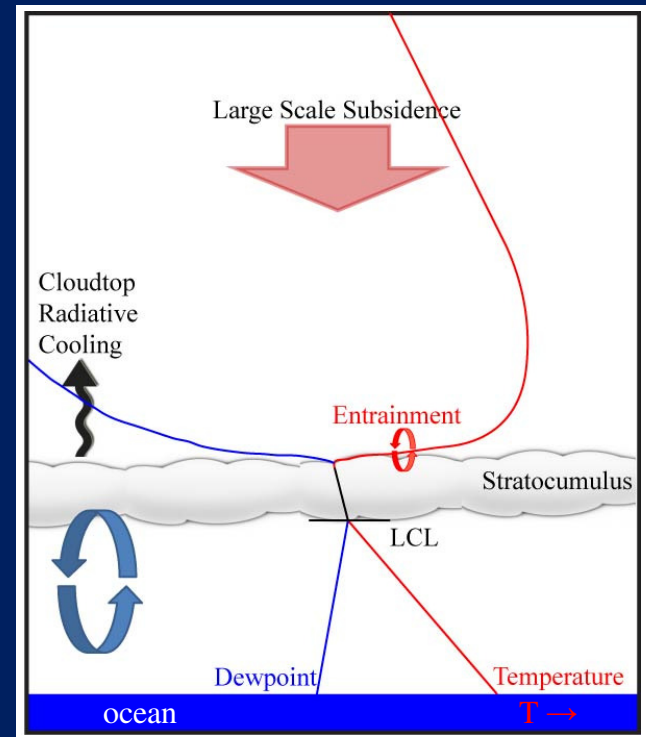 Large Scale Subsidence
Cloudtop
Radiative
Cooling
Entrainment
Stratocumulus
LCL
Dewpoint
Temperature
ocean
T →